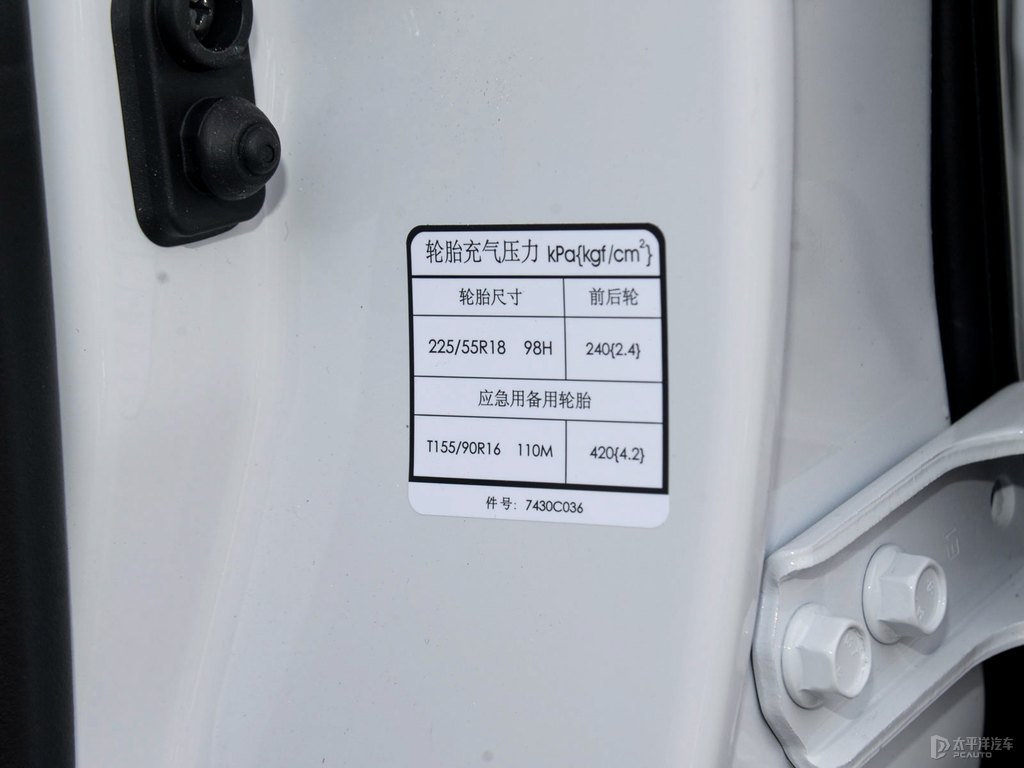 轮胎充气压力 kPa{kgf/cm²}
轮胎尺寸 前后轮
225/55R18 98H 240{2.4}
应急用备用轮胎
T155/90R16 110M 420{4.2}
件号: 7430C036
太平洋汽车
PCAUTO